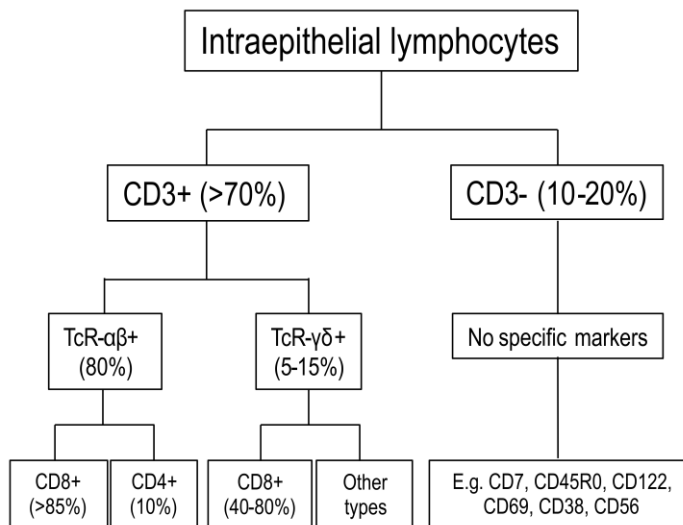 Intraepithelial lymphocytes
CD3+ (>70%)
CD3- (10-20%)
TcR-αβ+
(80%)
TcR-γδ+
(5-15%)
No specific markers
CD8+
(>85%)
CD4+
(10%)
CD8+
(40-80%)
Other
types
E.g. CD7, CD45R0, CD122,
CD69, CD38, CD56